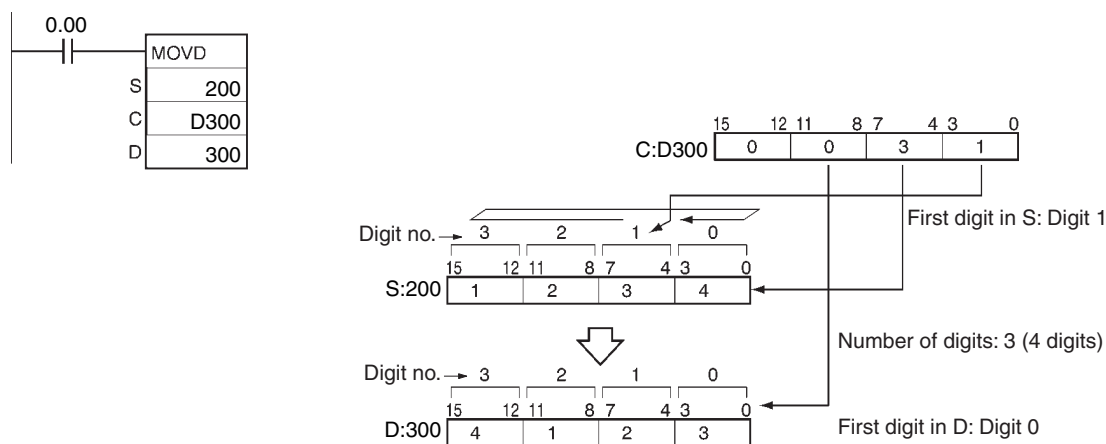 0.00
MOVD
S 200
C D300
D 300
15 12 11 8 7 4 3 0
C:D300 0 0 3 1
First digit in S: Digit 1
Digit no. 3 2 1 0
15 12 11 8 7 4 3 0
S:200 1 2 3 4
Number of digits: 3 (4 digits)
Digit no. 3 2 1 0
15 12 11 8 7 4 3 0
D:300 4 1 2 3
First digit in D: Digit 0